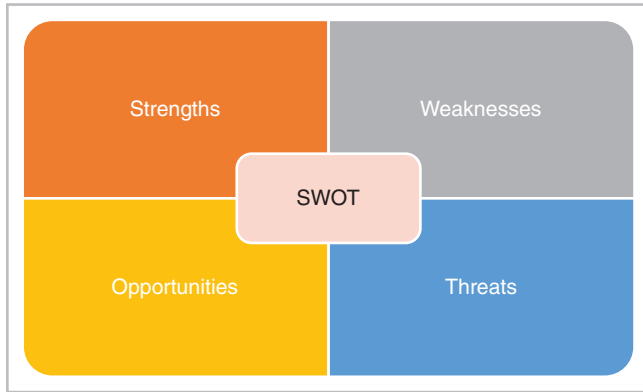 Strengths
Weaknesses
SWOT
Opportunities
Threats